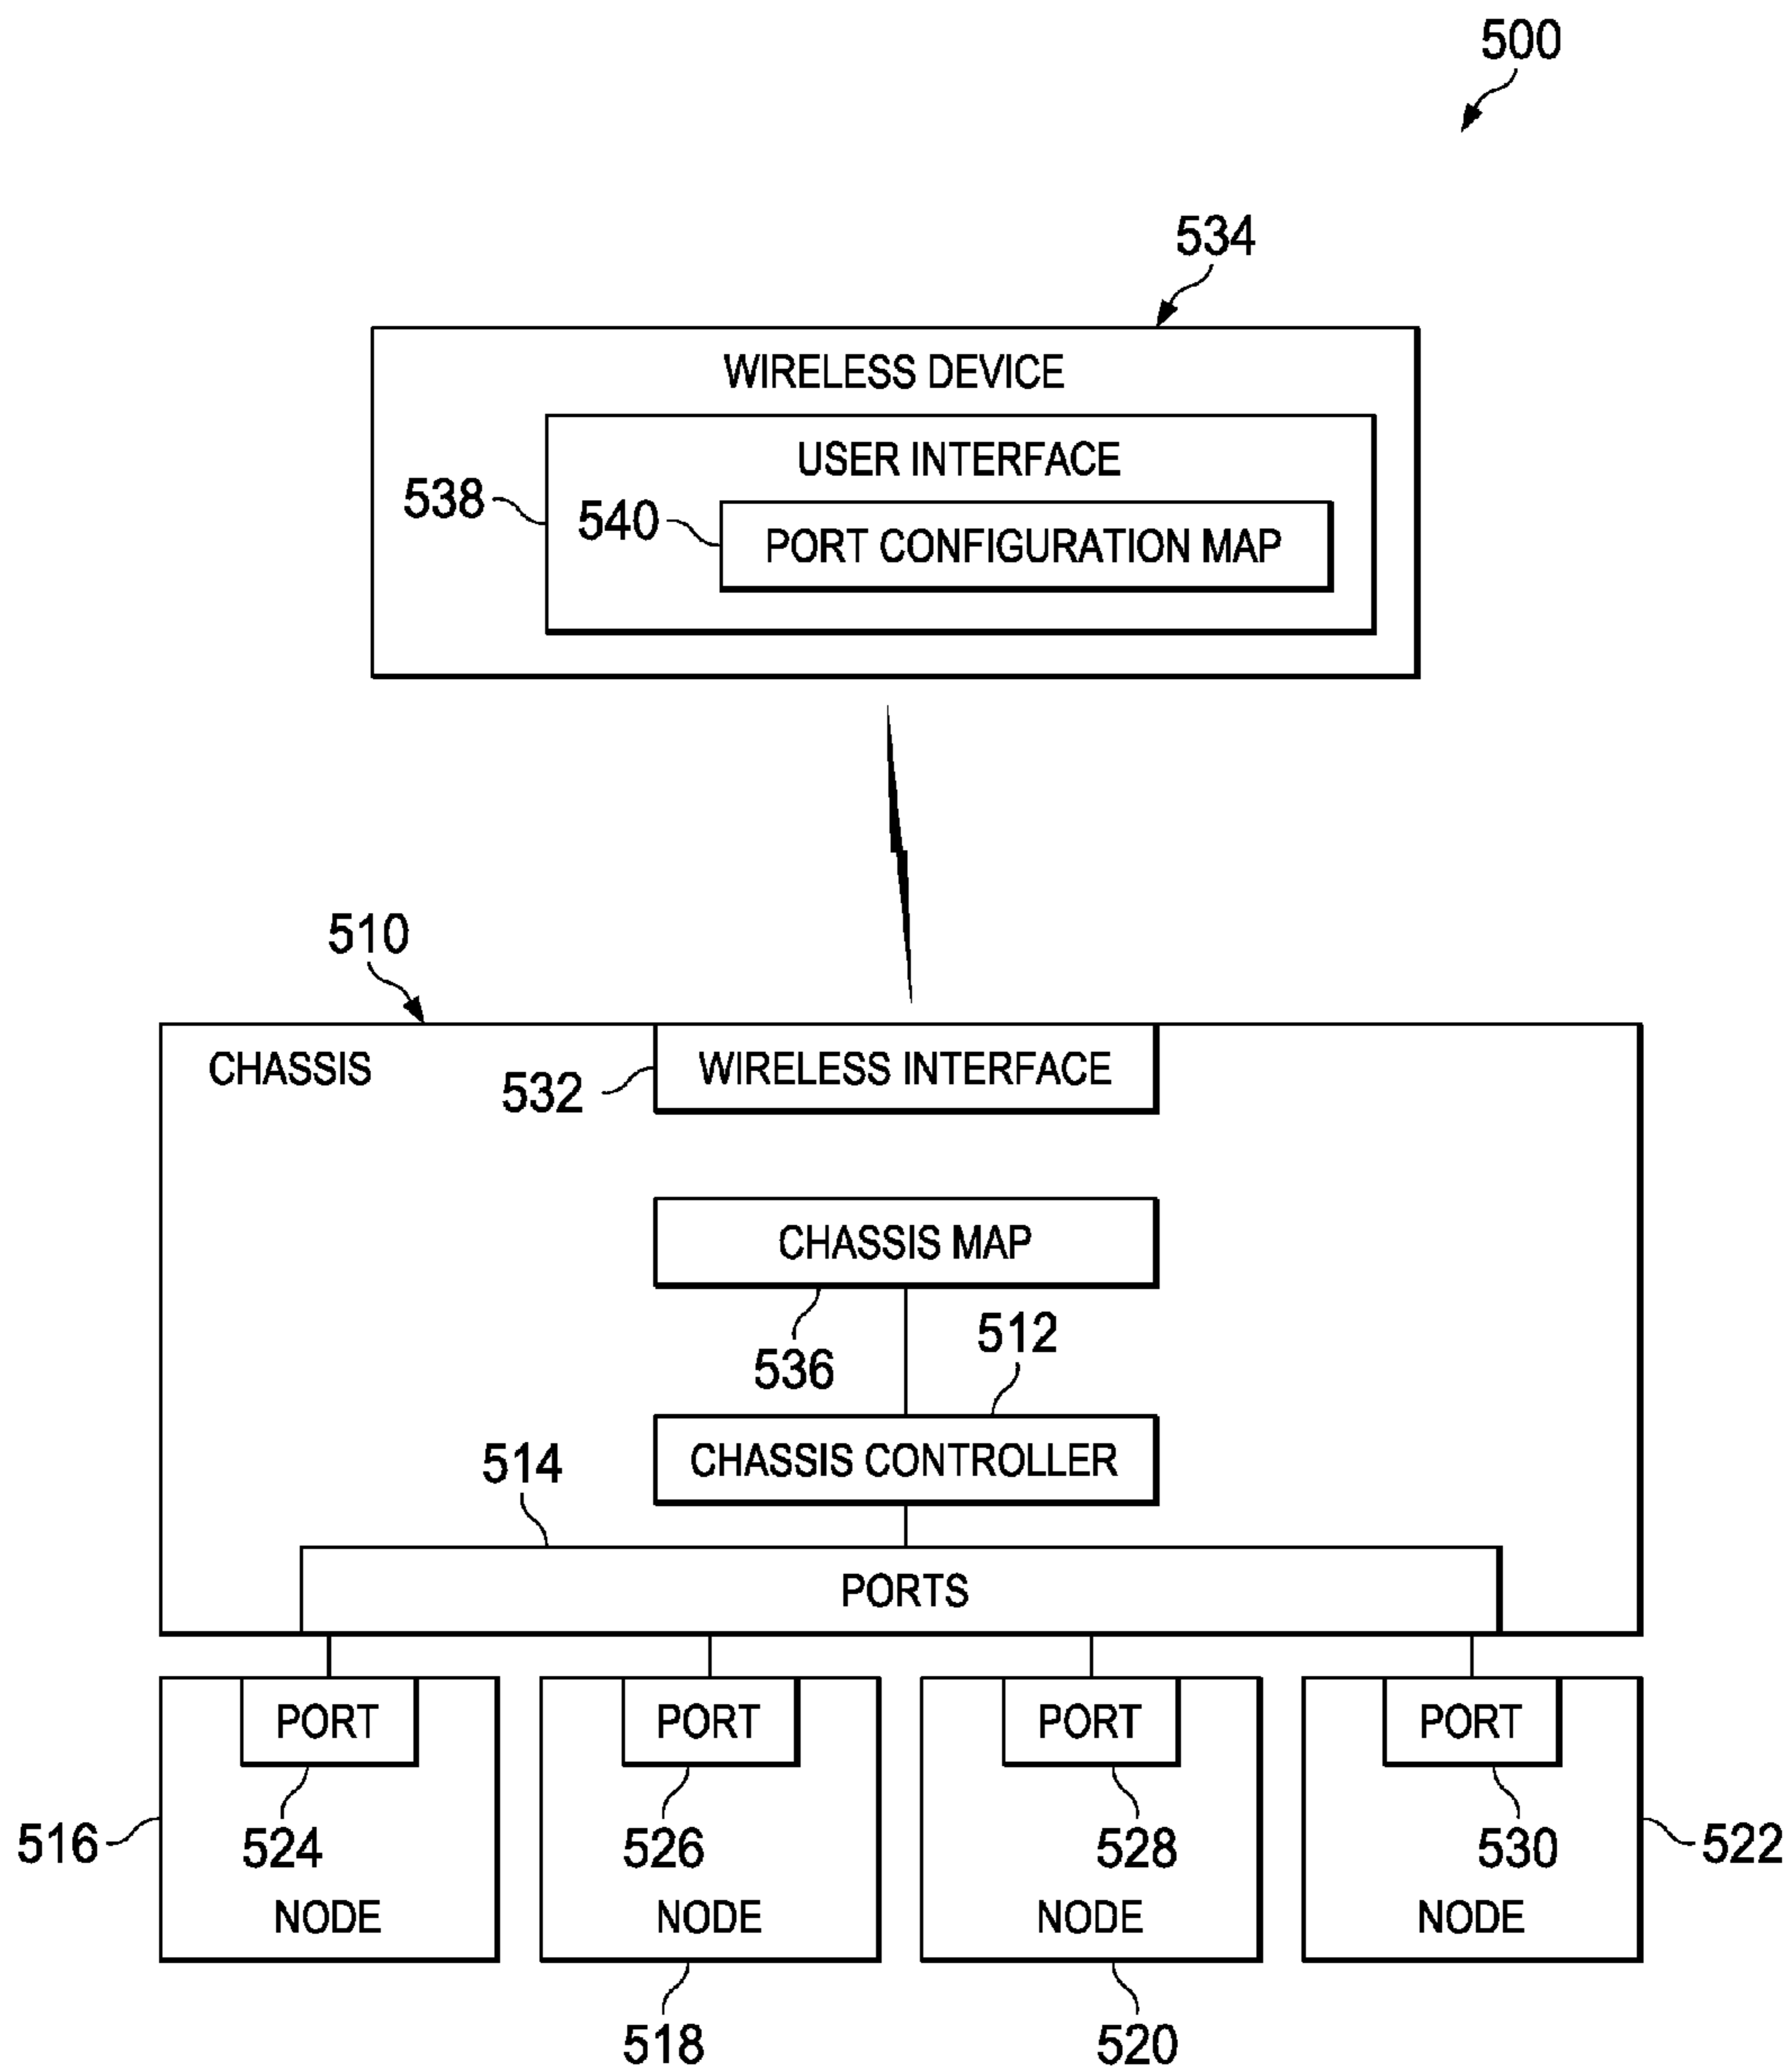 500
534
WIRELESS DEVICE
USER INTERFACE
538
540
PORT CONFIGURATION MAP
510
CHASSIS
WIRELESS INTERFACE
532
CHASSIS MAP
536
512
CHASSIS CONTROLLER
514
PORTS
PORT
PORT
PORT
PORT
516
524
526
528
530
522
NODE
NODE
NODE
NODE
518
520